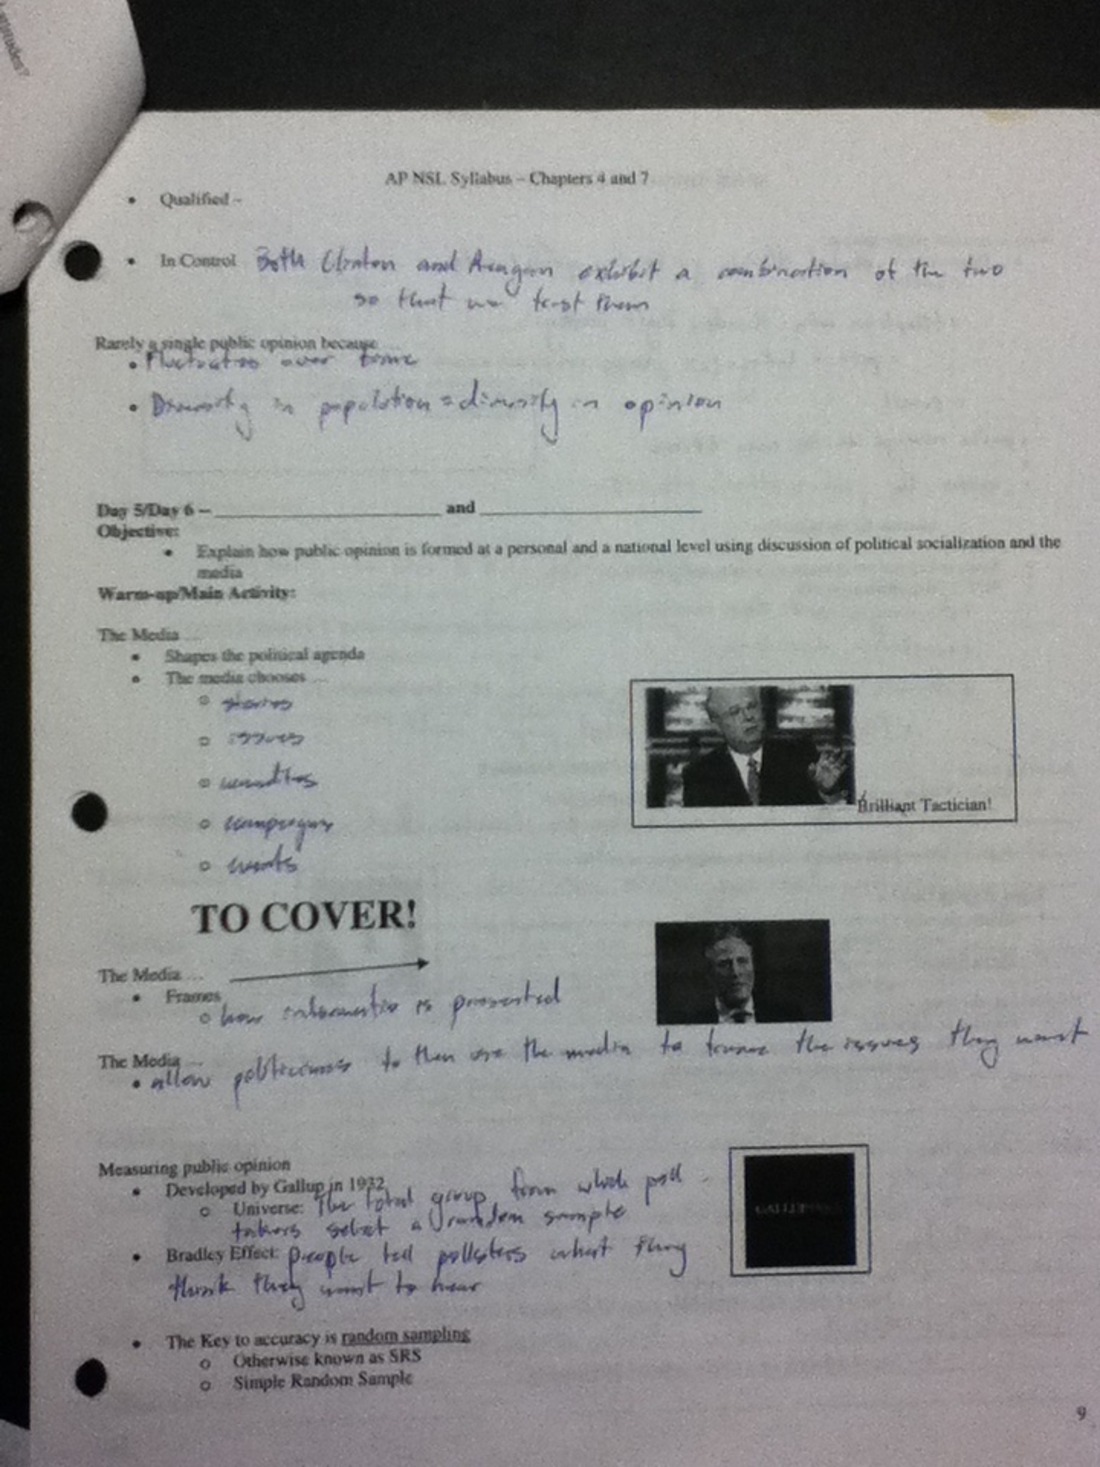 AP NSL Syllabus – Chapters 4 and 7
• Qualified –
• In Control Both Clinton and Reagan exhibit a combination of the two
so that we trust them
Rarely a single public opinion because ...
• Fluctuates over time
• Diversity in population = diversity in opinion
Day 5/Day 6 – ____________________ and ____________________
Objective:
• Explain how public opinion is formed at a personal and a national level using discussion of political socialization and the
media
Warm-up/Main Activity:
The Media ...
• Shapes the political agenda
• The media chooses ...
o stories
o issues
o
o campaigns
o events
Brilliant Tactician!
TO COVER!
The Media ...
• Frames
o how information is presented
The Media ...
• allow politicians to then use the media to frame the issues they want
Measuring public opinion
• Developed by Gallup in 1932
o Universe: The total group from which poll
takers select a random sample
GALLUP
• Bradley Effect: people tell pollsters what they
think they want to hear
• The Key to accuracy is random sampling
o Otherwise known as SRS
o Simple Random Sample
9